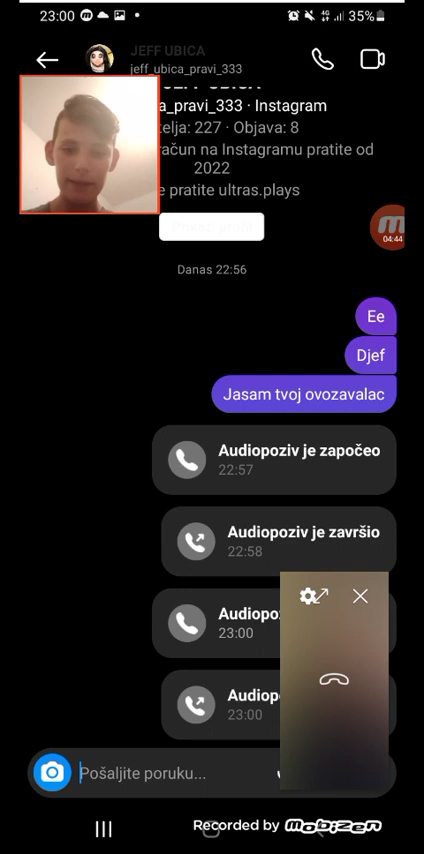 23:00
4G
35%
JEFF UBICA
jeff_ubica_pravi_333
a_pravi_333 · Instagram
telja: 227 · Objava: 8
račun na Instagramu pratite od
2022
e pratite ultras.plays
04:44
Danas 22:56
Ee
Djef
Jasam tvoj ovozavalac
Audiopoziv je započeo
22:57
Audiopoziv je završio
22:58
Audiopo
23:00
Audiop
23:00
Pošaljite poruku...
Recorded by mobizen